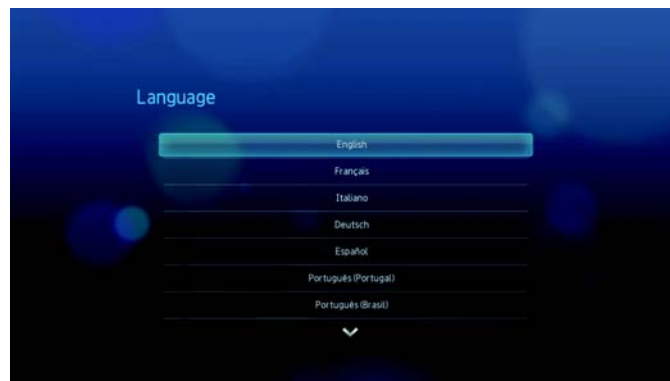 Language
English
Français
Italiano
Deutsch
Español
Português (Portugal)
Português (Brasil)